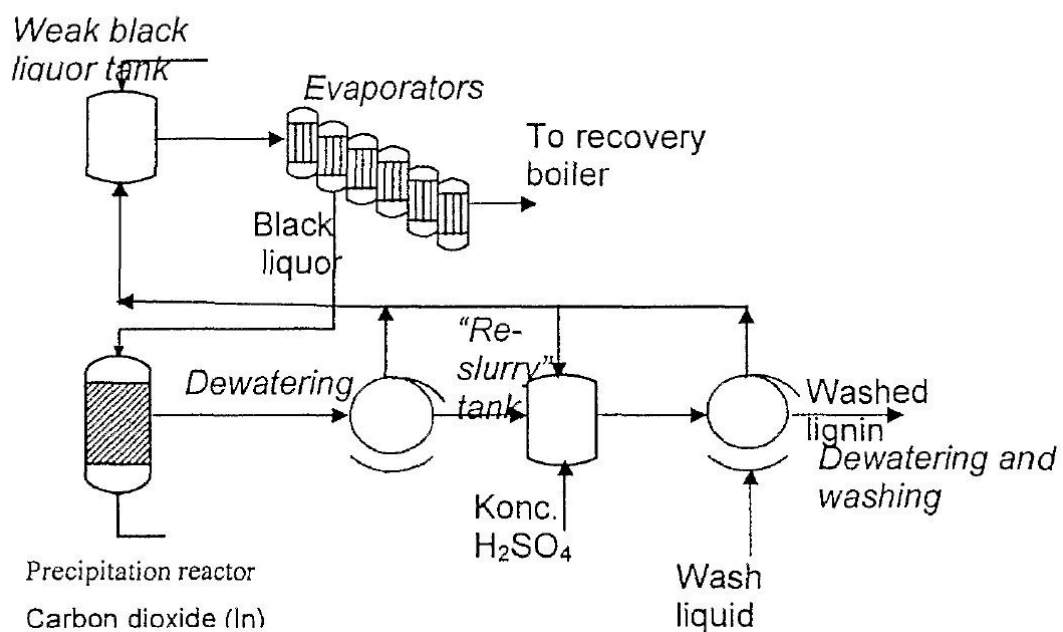 Weak black
liquor tank
Evaporators
To recovery
boiler
Black
liquor
"Re-
slurry"
tank
Dewatering
Washed
lignin
Dewatering and
washing
Konc.
H₂SO₄
Wash
liquid
Precipitation reactor
Carbon dioxide (In)